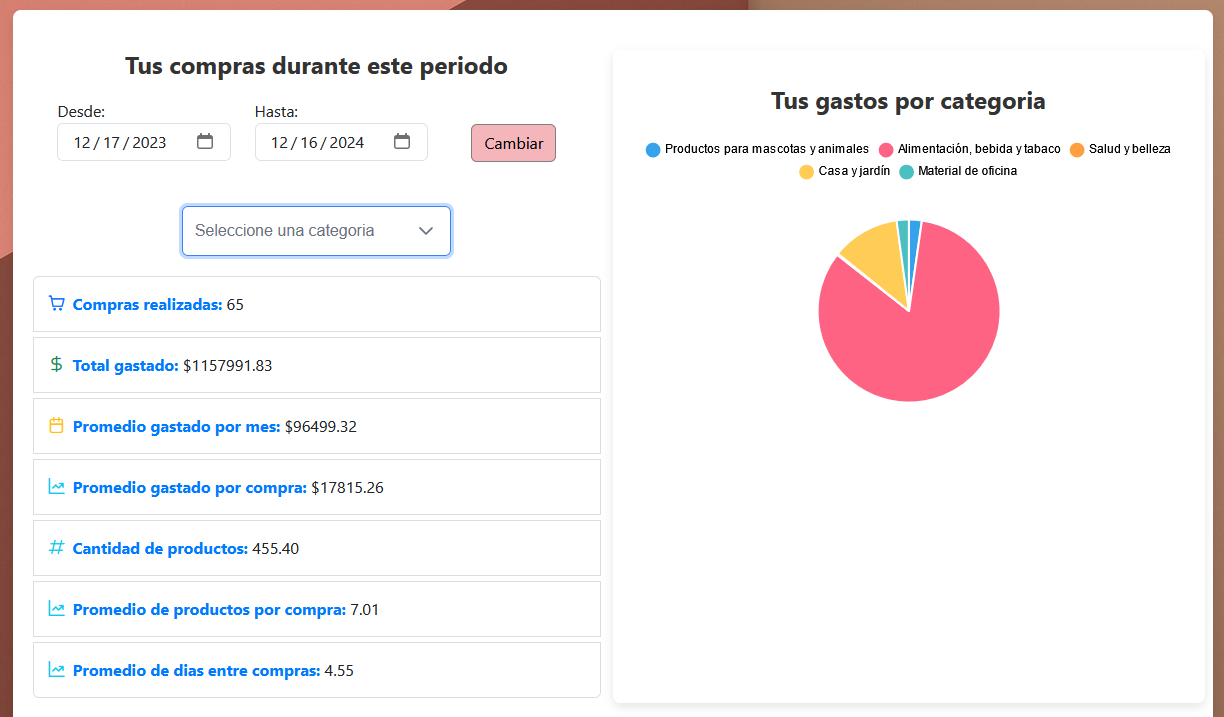 Tus compras durante este periodo
Desde:
Hasta:
12/17/2023
12/16/2024
Cambiar
Seleccione una categoria
Compras realizadas: 65
Total gastado: $1157991.83
Promedio gastado por mes: $96499.32
Promedio gastado por compra: $17815.26
Cantidad de productos: 455.40
Promedio de productos por compra: 7.01
Promedio de dias entre compras: 4.55
Tus gastos por categoria
Productos para mascotas y animales Alimentación, bebida y tabaco Salud y belleza
Casa y jardín Material de oficina